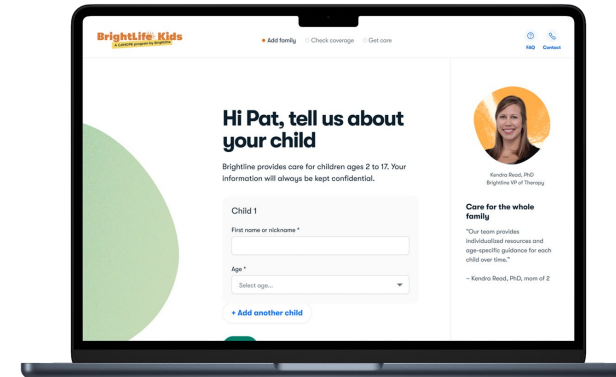 BrightLife Kids
A CalHOPE program by Brightline
Add family
Check coverage
Get care
FAQ
Contact
Hi Pat, tell us about
your child
Brightline provides care for children ages 2 to 17. Your
information will always be kept confidential.
Child 1
First name or nickname *
Age *
Select age...
+ Add another child
Kendra Read, PhD
Brightline VP of Therapy
Care for the whole
family
"Our team provides
individualized resources and
age-specific guidance for each
child over time."
– Kendra Read, PhD, mom of 2